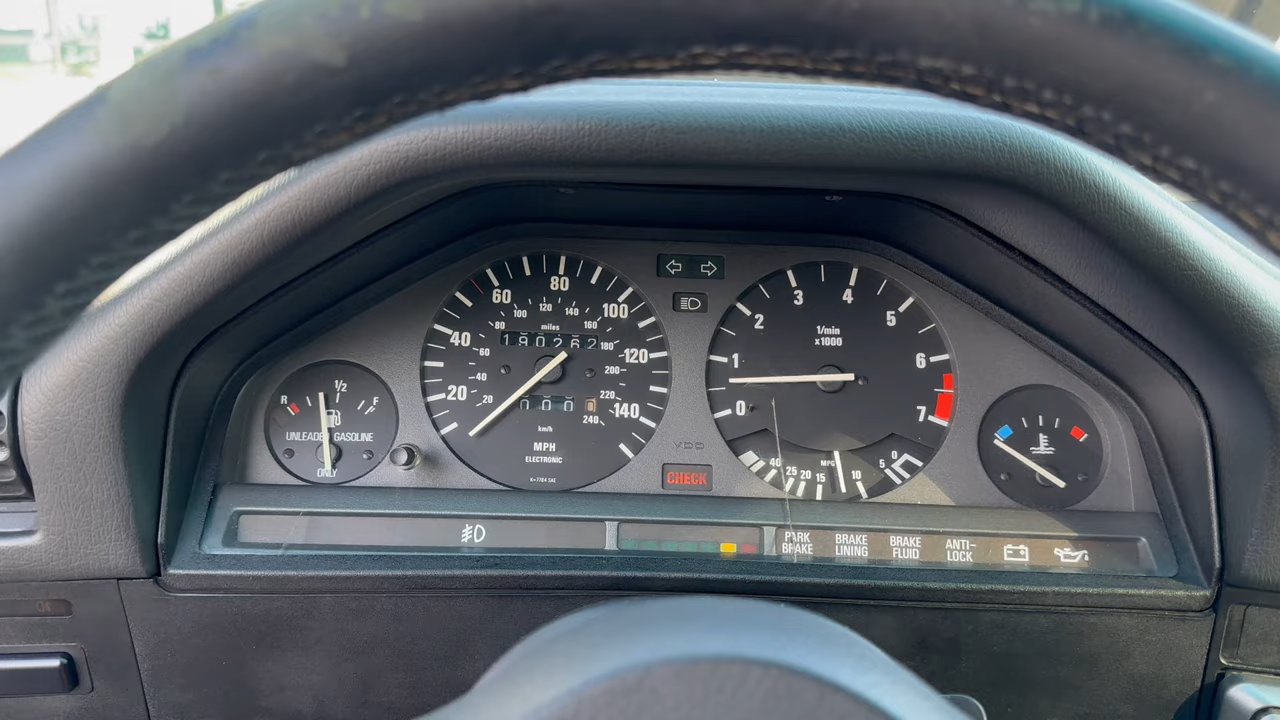 R 1/2 F
UNLEADED GASOLINE
ONLY
20 40 60 80 100 120 140
20 40 60 80 100 120 140 160 180 200 220 240
miles
190262
000
km/h
MPH
ELECTRONIC
K=7784 SAE
VDO
CHECK
0 1 2 3 4 5 6 7
1/min
x1000
MPG
40 25 20 15 10 5 0
PARK BRAKE
BRAKE LINING
BRAKE FLUID
ANTI-LOCK